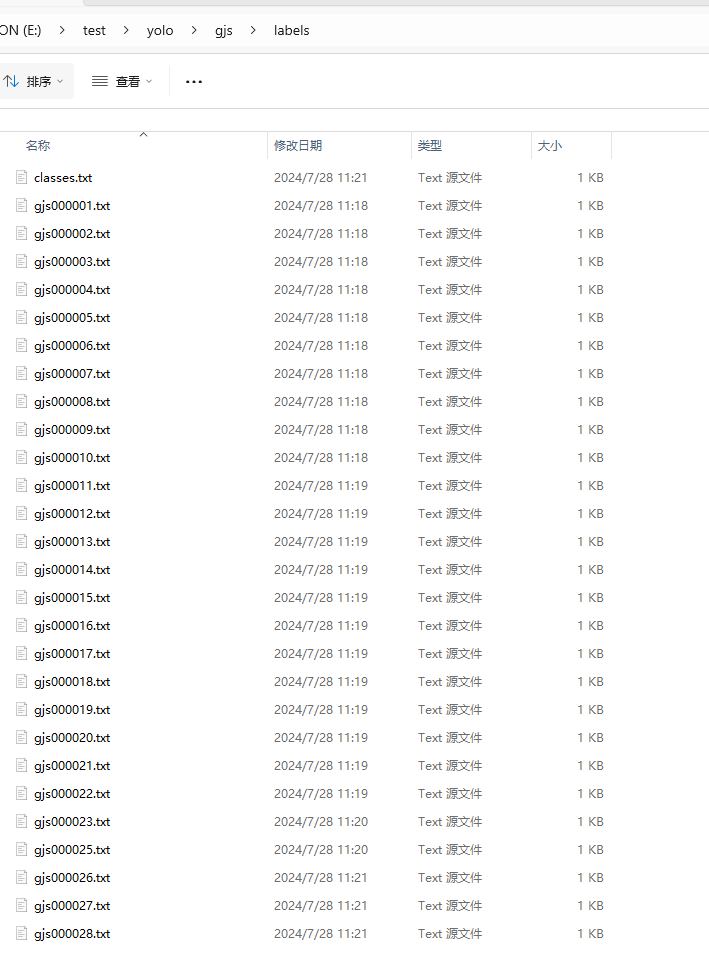 ON (E:) > test > yolo > gjs > labels
排序 查看 ...
名称 修改日期 类型 大小
classes.txt 2024/7/28 11:21 Text 源文件 1 KB
gjs000001.txt 2024/7/28 11:18 Text 源文件 1 KB
gjs000002.txt 2024/7/28 11:18 Text 源文件 1 KB
gjs000003.txt 2024/7/28 11:18 Text 源文件 1 KB
gjs000004.txt 2024/7/28 11:18 Text 源文件 1 KB
gjs000005.txt 2024/7/28 11:18 Text 源文件 1 KB
gjs000006.txt 2024/7/28 11:18 Text 源文件 1 KB
gjs000007.txt 2024/7/28 11:18 Text 源文件 1 KB
gjs000008.txt 2024/7/28 11:18 Text 源文件 1 KB
gjs000009.txt 2024/7/28 11:18 Text 源文件 1 KB
gjs000010.txt 2024/7/28 11:18 Text 源文件 1 KB
gjs000011.txt 2024/7/28 11:19 Text 源文件 1 KB
gjs000012.txt 2024/7/28 11:19 Text 源文件 1 KB
gjs000013.txt 2024/7/28 11:19 Text 源文件 1 KB
gjs000014.txt 2024/7/28 11:19 Text 源文件 1 KB
gjs000015.txt 2024/7/28 11:19 Text 源文件 1 KB
gjs000016.txt 2024/7/28 11:19 Text 源文件 1 KB
gjs000017.txt 2024/7/28 11:19 Text 源文件 1 KB
gjs000018.txt 2024/7/28 11:19 Text 源文件 1 KB
gjs000019.txt 2024/7/28 11:19 Text 源文件 1 KB
gjs000020.txt 2024/7/28 11:19 Text 源文件 1 KB
gjs000021.txt 2024/7/28 11:19 Text 源文件 1 KB
gjs000022.txt 2024/7/28 11:19 Text 源文件 1 KB
gjs000023.txt 2024/7/28 11:20 Text 源文件 1 KB
gjs000025.txt 2024/7/28 11:20 Text 源文件 1 KB
gjs000026.txt 2024/7/28 11:21 Text 源文件 1 KB
gjs000027.txt 2024/7/28 11:21 Text 源文件 1 KB
gjs000028.txt 2024/7/28 11:21 Text 源文件 1 KB